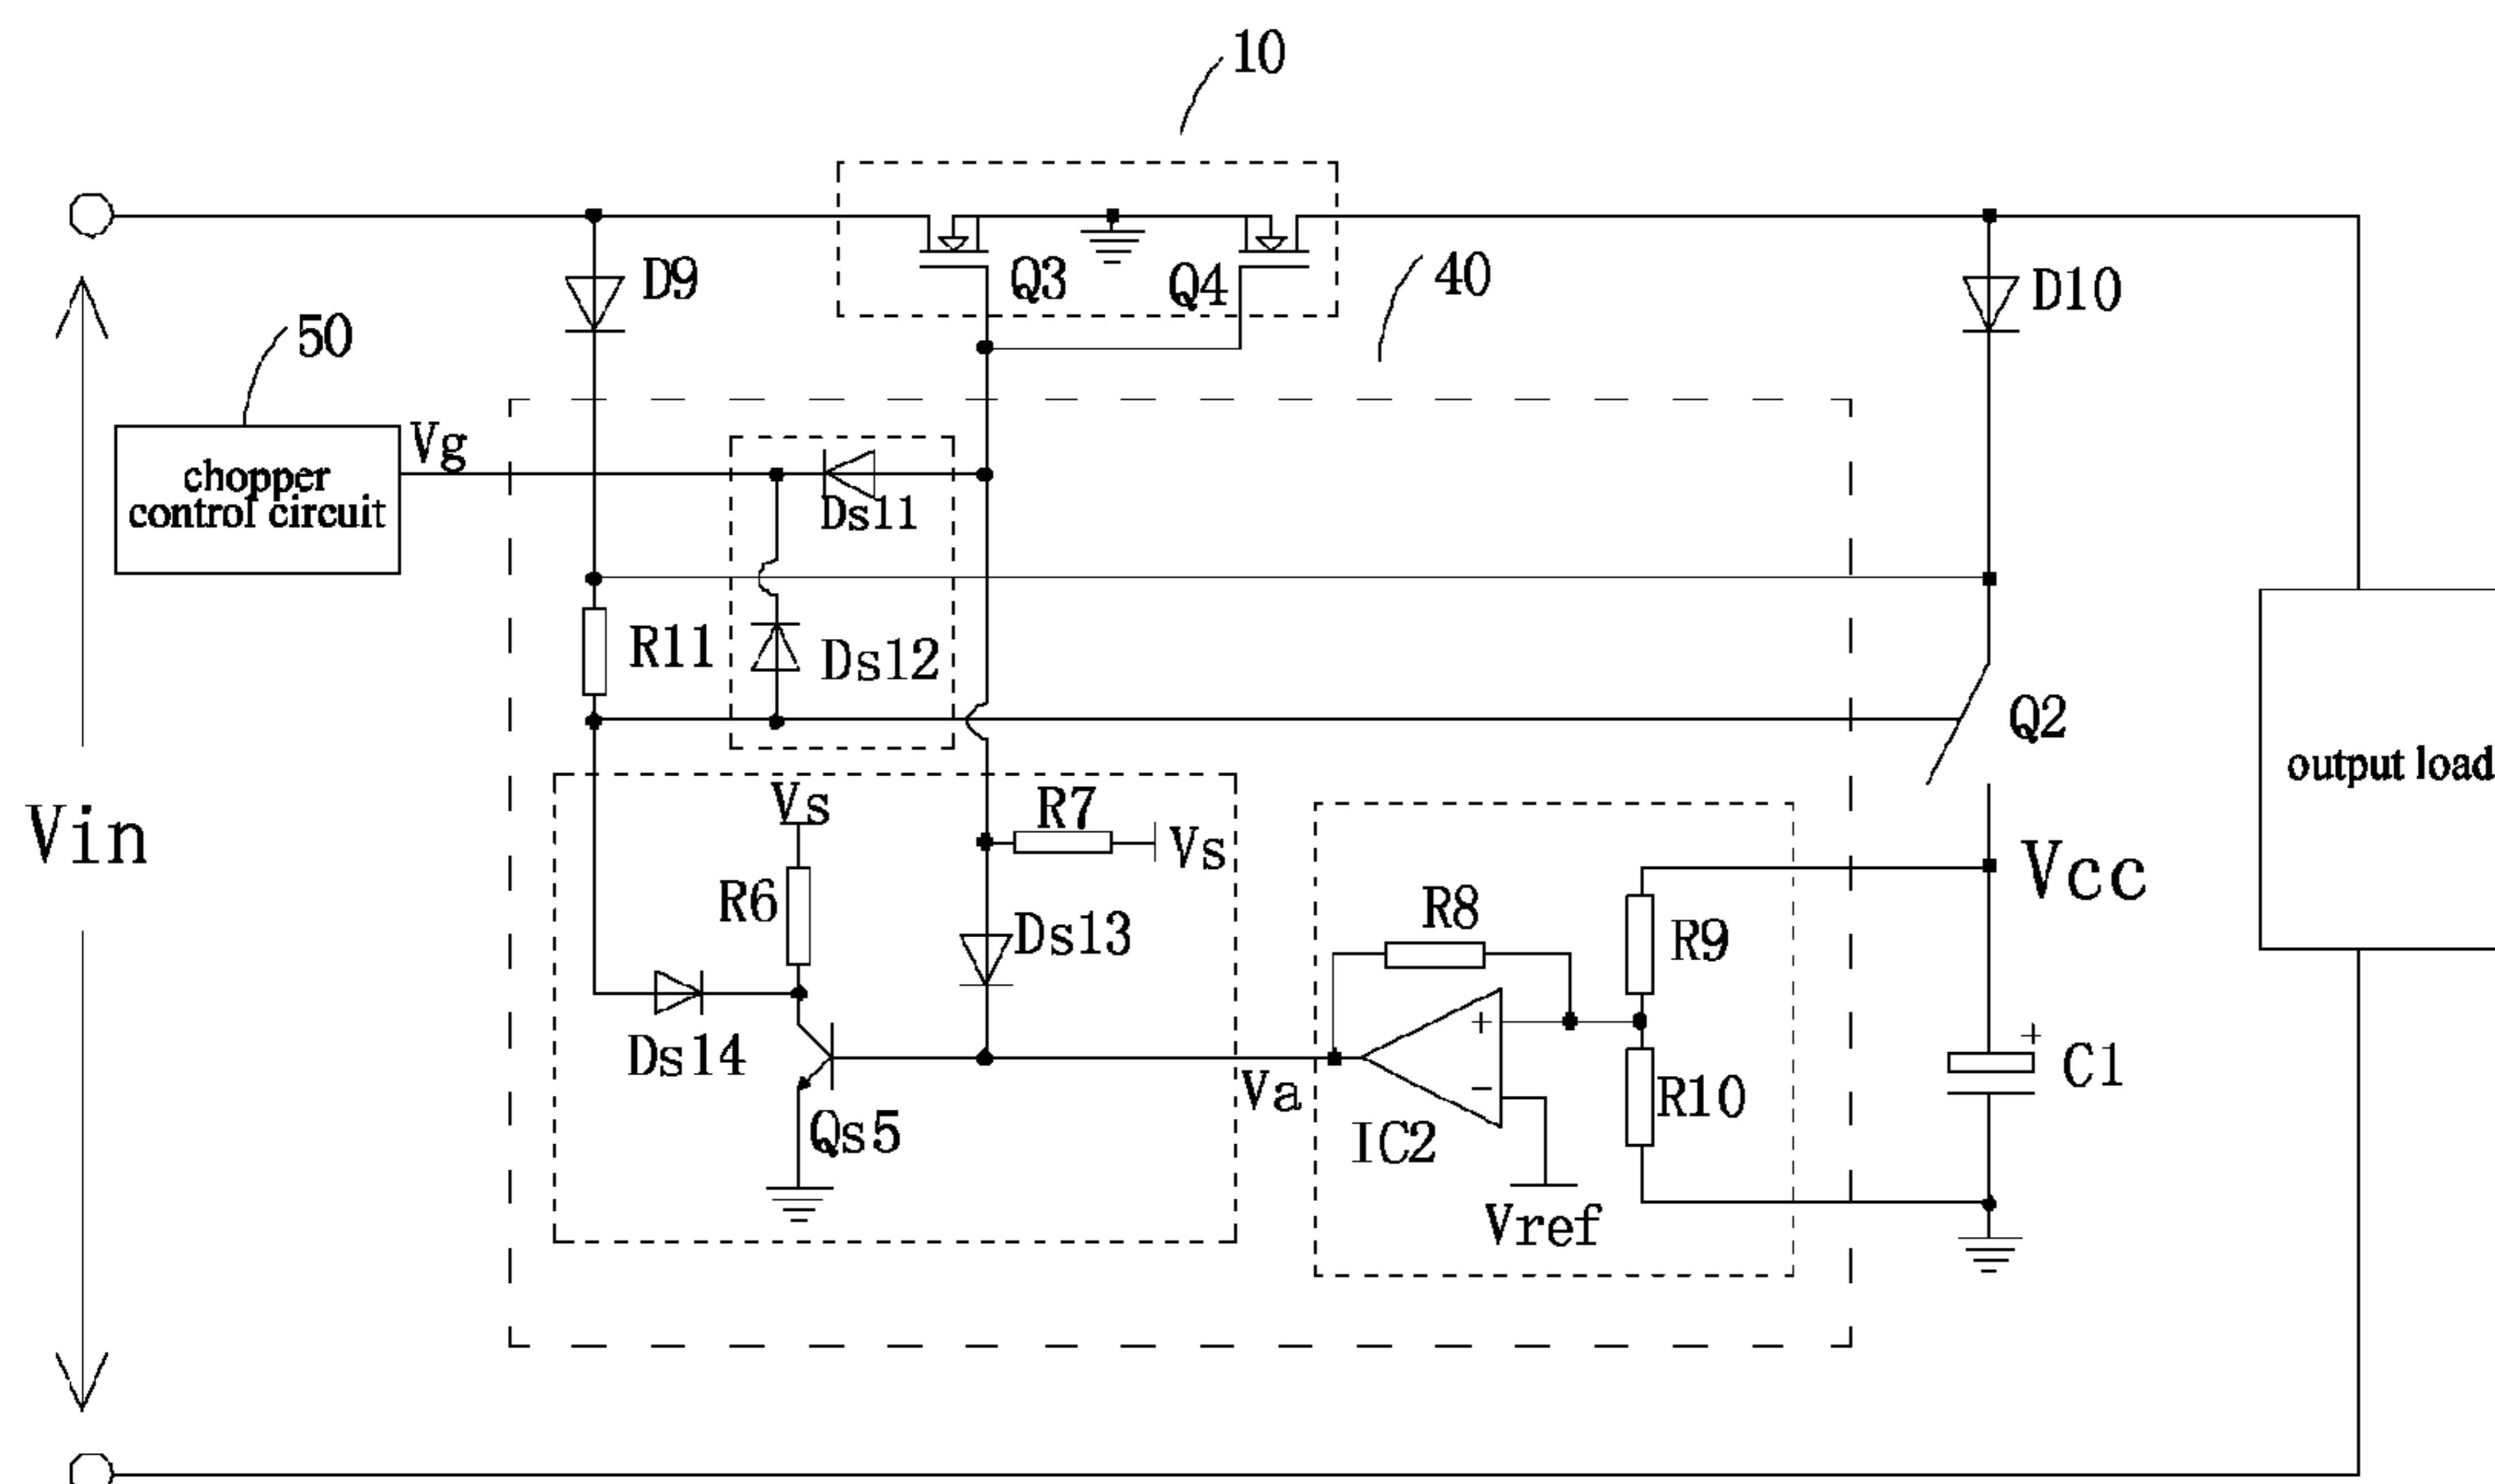 10
D9
Q3
Q4
40
D10
50
Vg
chopper
control circuit
Ds11
R11
Ds12
Q2
output load
Vs
R7
Vin
Vs
Vcc
R6
R8
Ds13
R9
+
+
C1
Ds14
Va
−
R10
Qs5
IC2
Vref